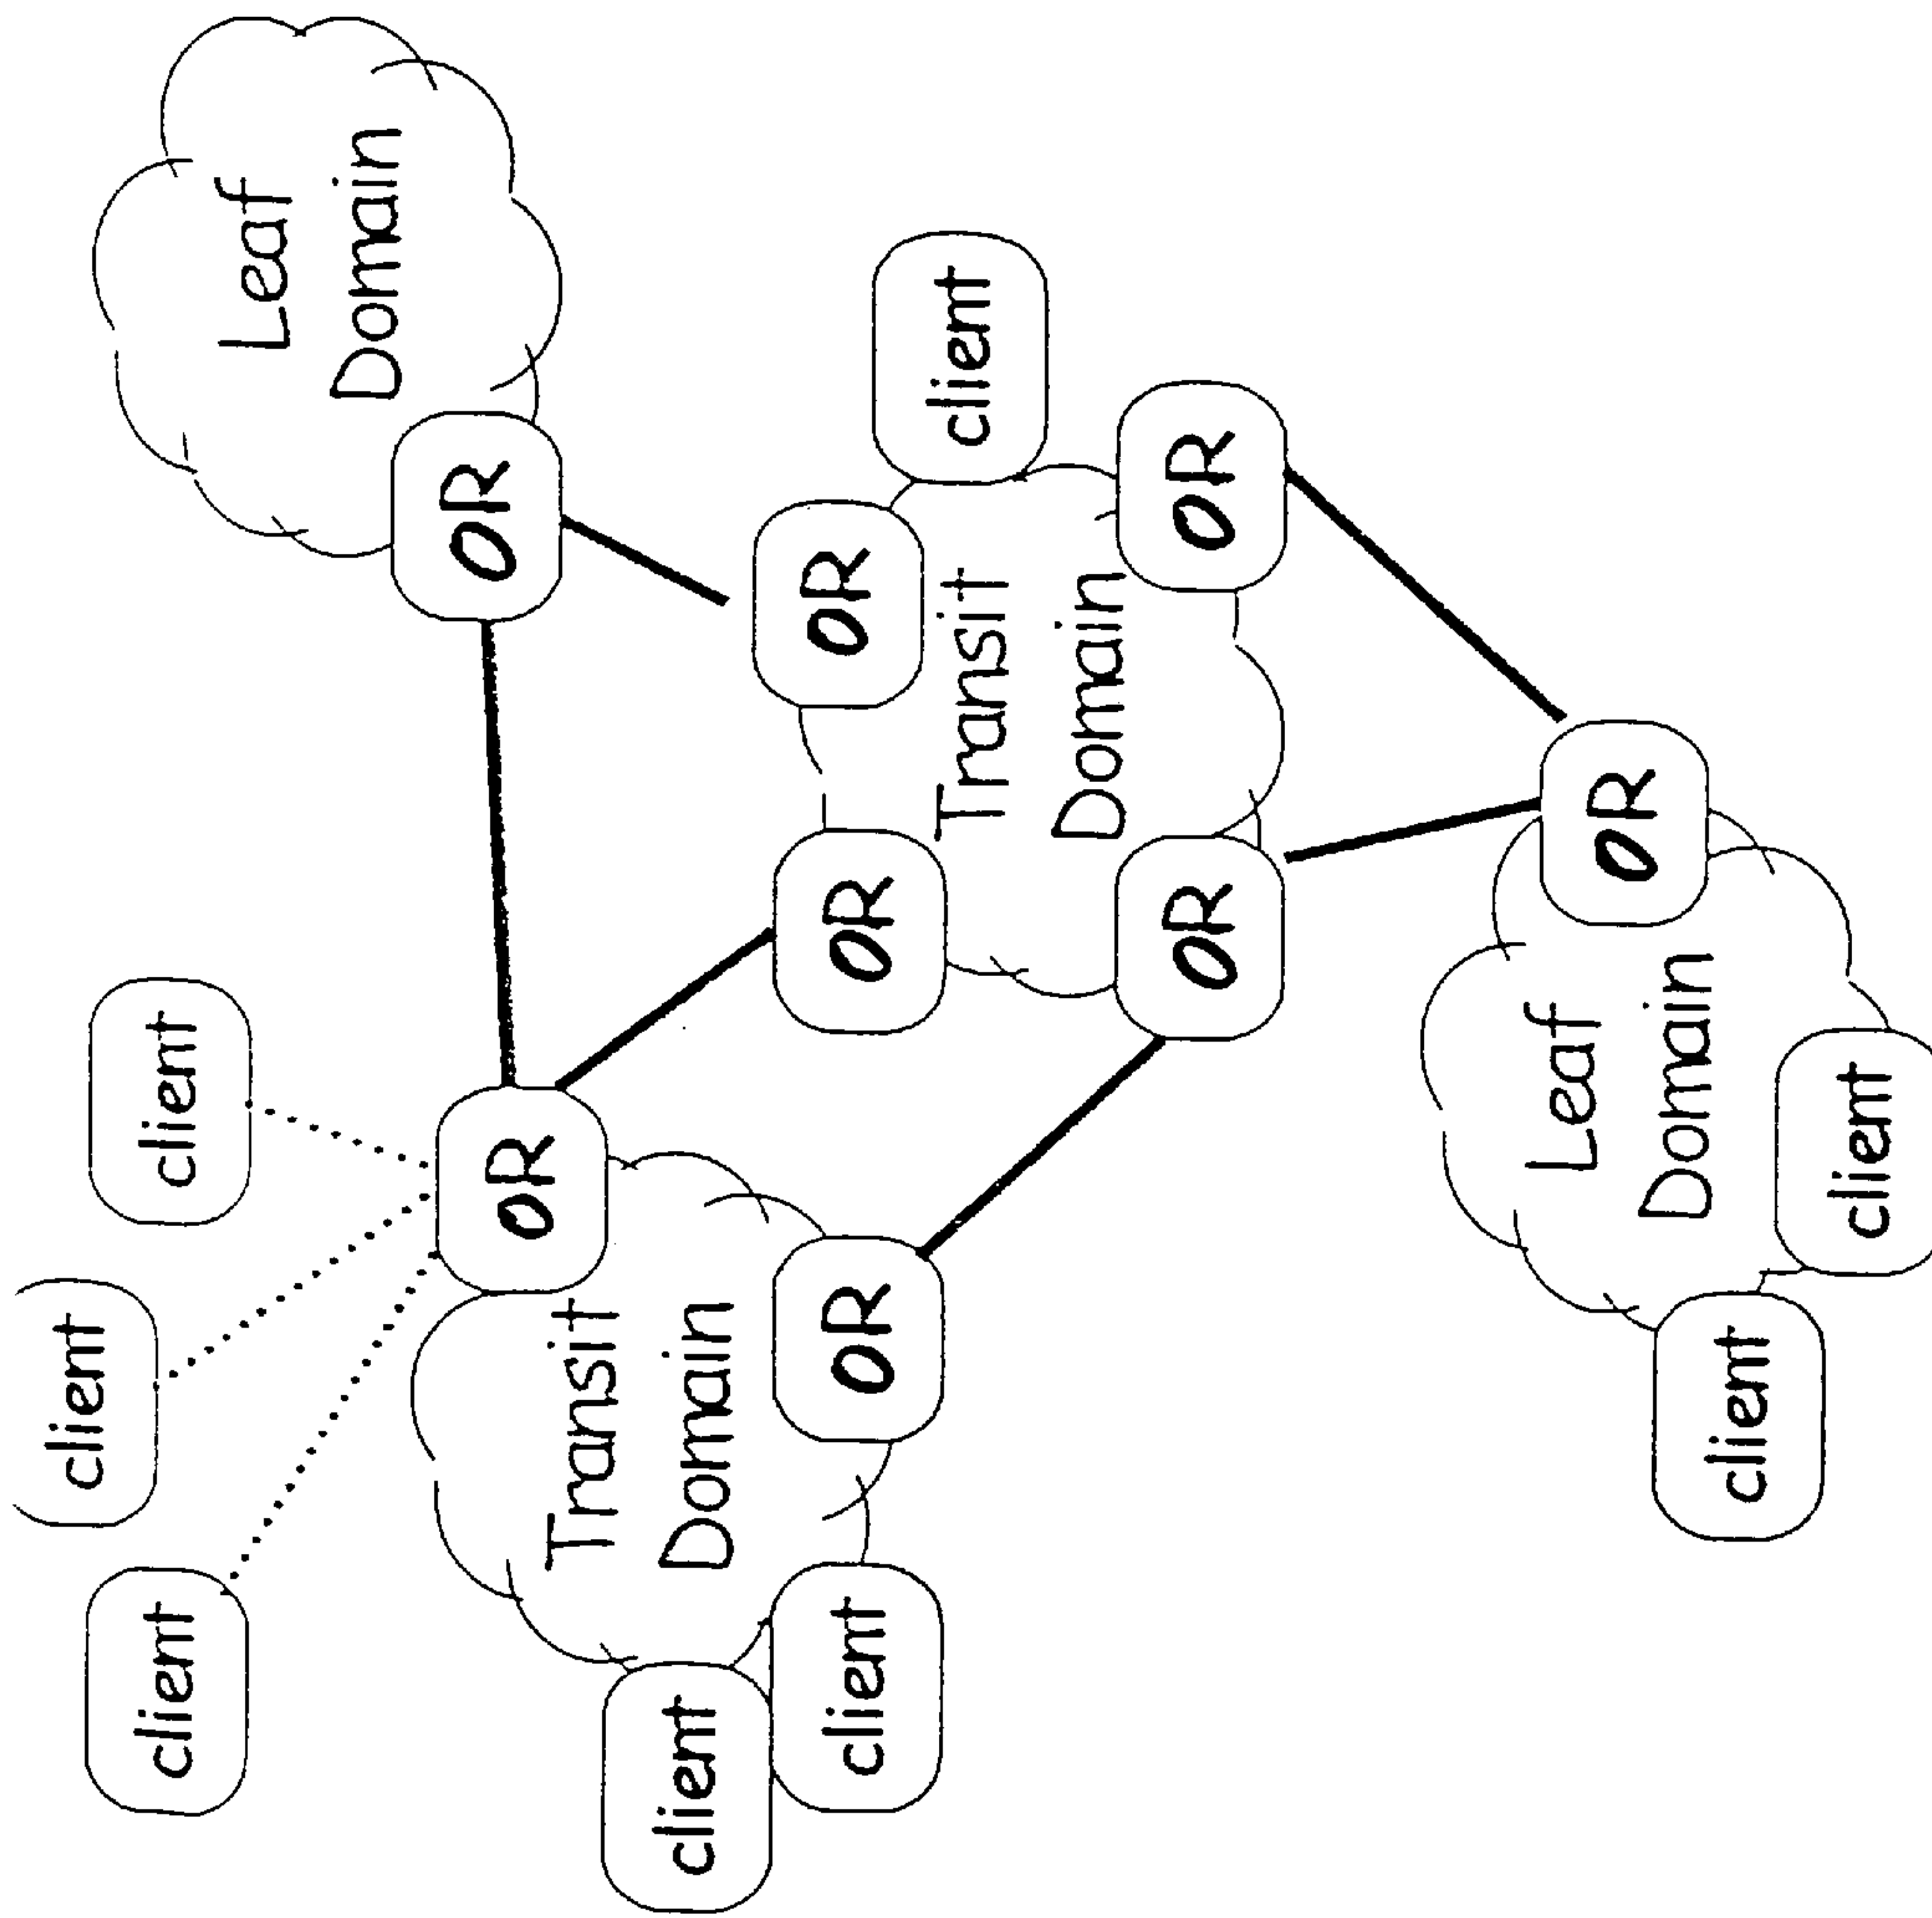 client
client
client
Leaf
Domain
OR
OR
Transit
Domain
client
client
OR
OR
OR
client
Transit
Domain
OR
OR
Leaf
Domain
OR
client
client